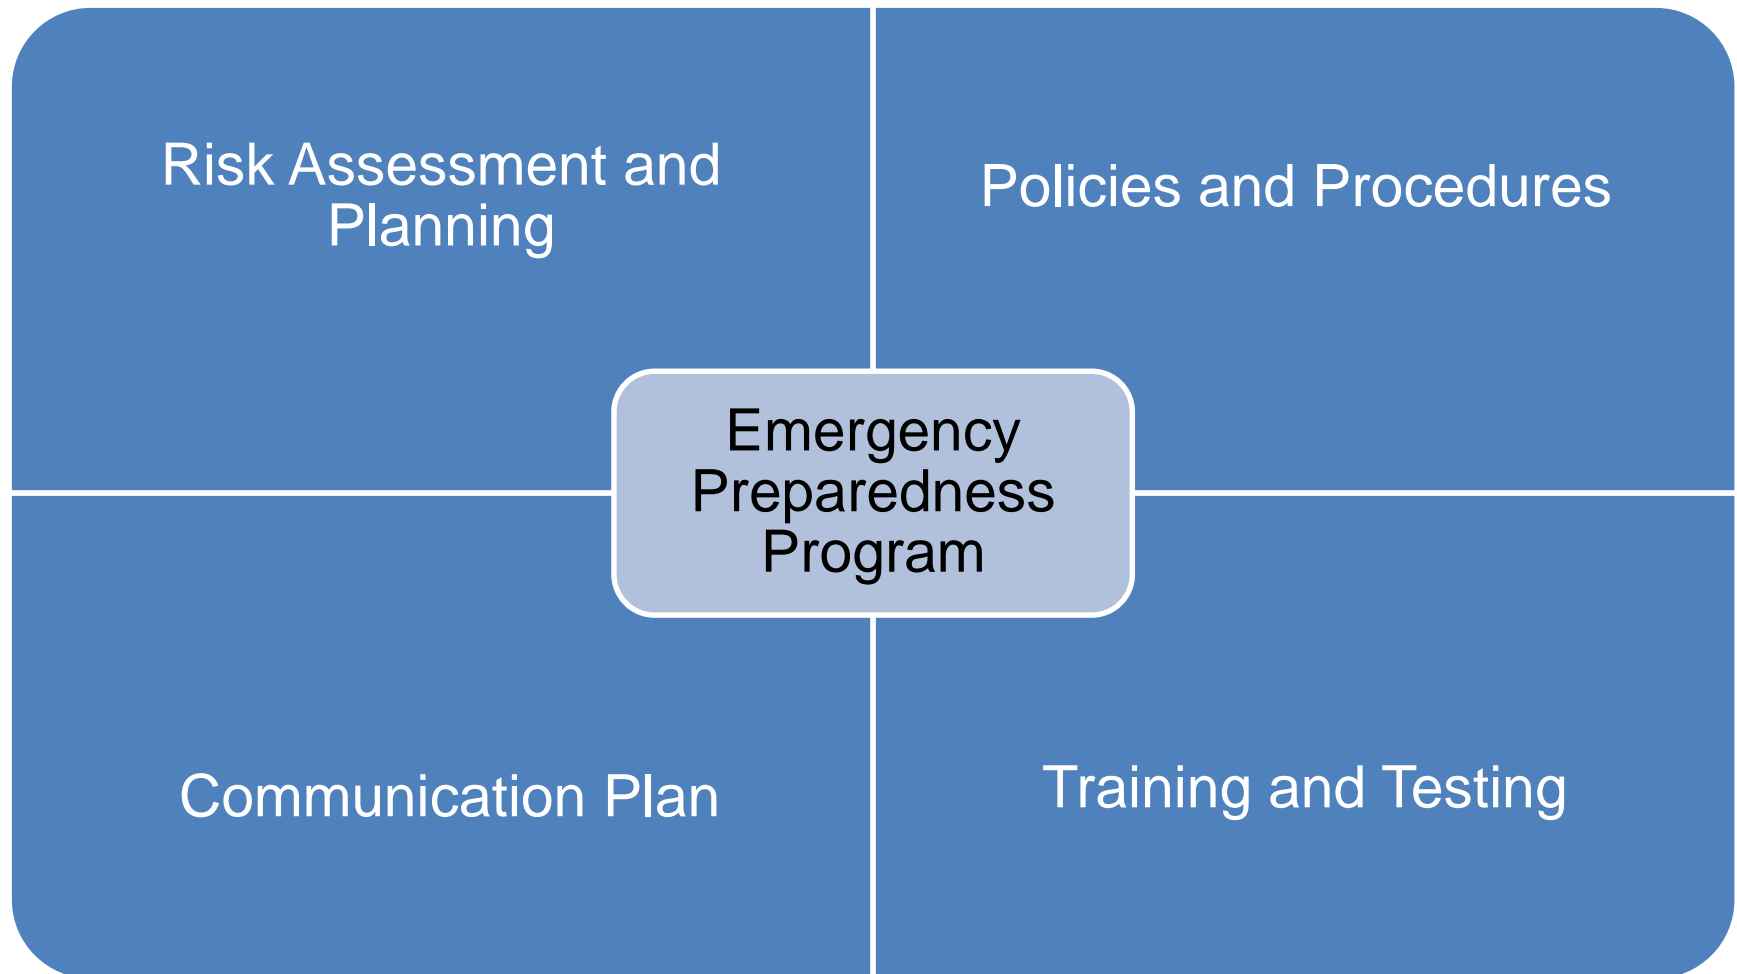 Risk Assessment and
Planning
Policies and Procedures
Emergency
Preparedness
Program
Communication Plan
Training and Testing